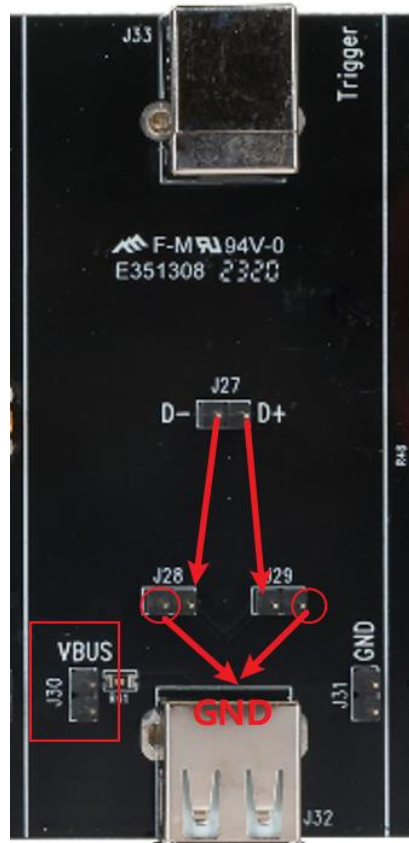 J33
Trigger
F-M 94V-0
E351308 2320
J27
D- D+
J28
J29
VBUS
J30
GND
J31
GND
J32